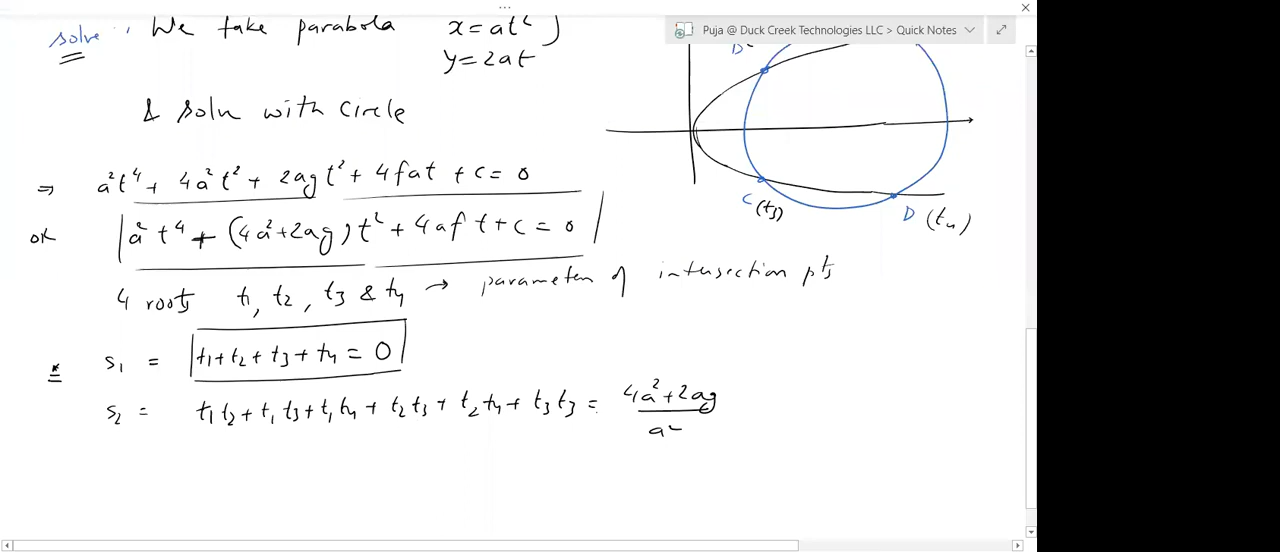 Puja @ Duck Creek Technologies LLC > Quick Notes
solve : We take parabola x = at²
y = 2at
& soln with circle
⇒ a²t⁴ + 4a²t² + 2agt² + 4fat + c = 0
or a²t⁴ + (4a²+2ag)t² + 4aft + c = 0
4 roots t₁, t₂, t₃ & t₄ → parameter of intersection pts
* S₁ = t₁+t₂+t₃+t₄ = 0
S₂ = t₁t₂+t₁t₃+t₁t₄+t₂t₃+t₂t₄+t₃t₃ = 4a²+2ag
a²
C (t₃)
D (t₄)